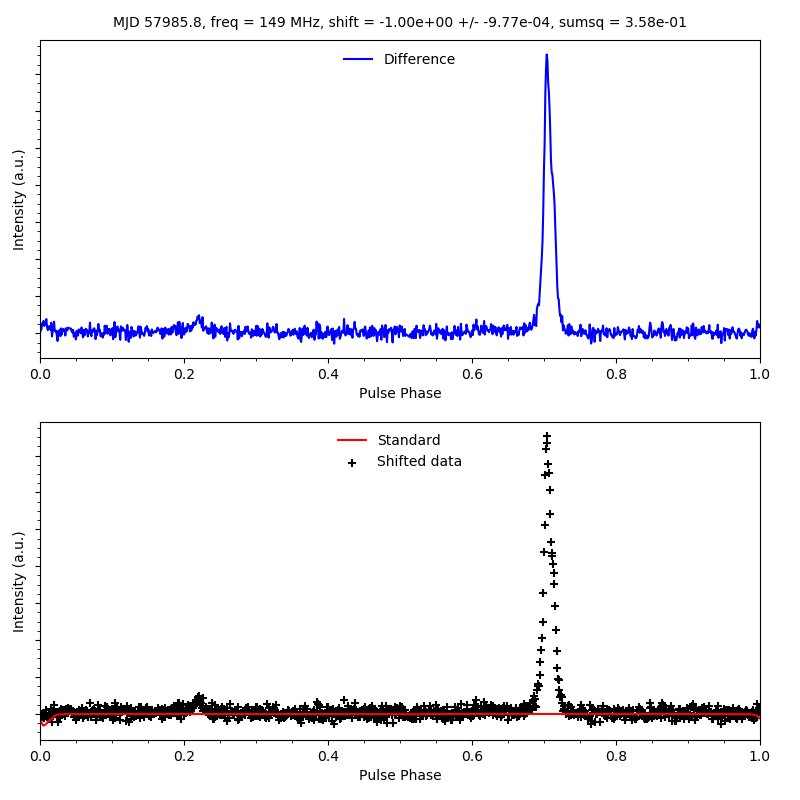 MJD 57985.8, freq = 149 MHz, shift = -1.00e+00 +/- -9.77e-04, sumsq = 3.58e-01
Difference
Intensity (a.u.)
0.0 0.2 0.4 0.6 0.8 1.0
Pulse Phase
Standard
Shifted data
Intensity (a.u.)
0.0 0.2 0.4 0.6 0.8 1.0
Pulse Phase